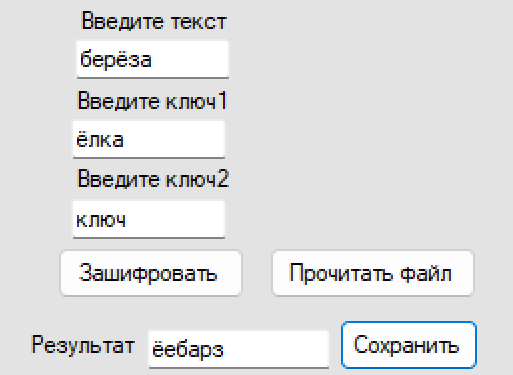 Введите текст
берёза
Введите ключ1
ёлка
Введите ключ2
ключ
Зашифровать Прочитать файл
Результат ёебарз Сохранить